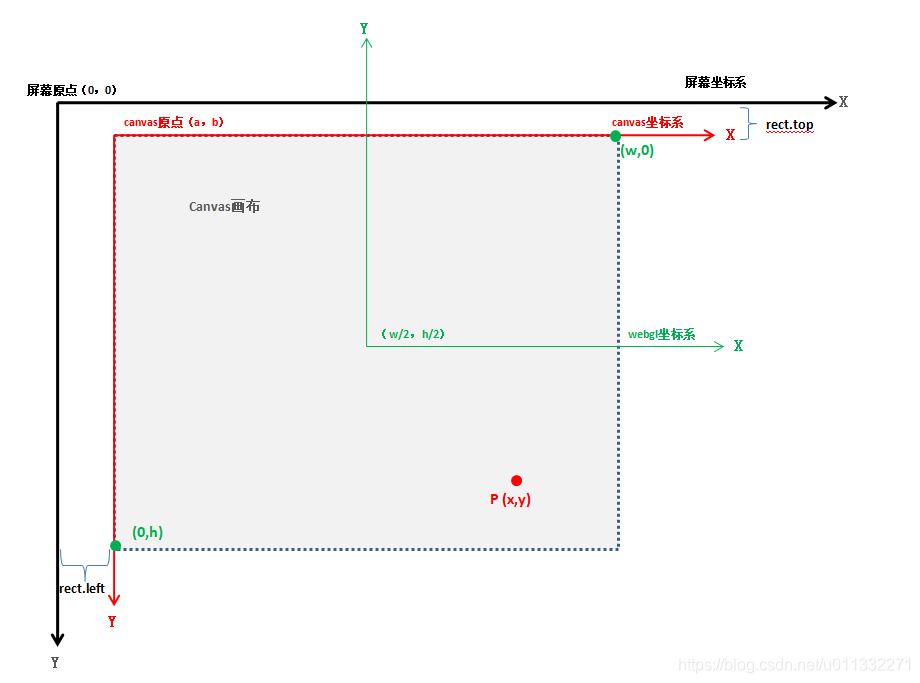 Y
屏幕原点（0，0）
屏幕坐标系
X
canvas原点（a，b）
canvas坐标系
X
rect.top
(w,0)
Canvas画布
（w/2，h/2）
webgl坐标系
X
P (x,y)
(0,h)
rect.left
Y
Y
https://blog.csdn.net/u011332271